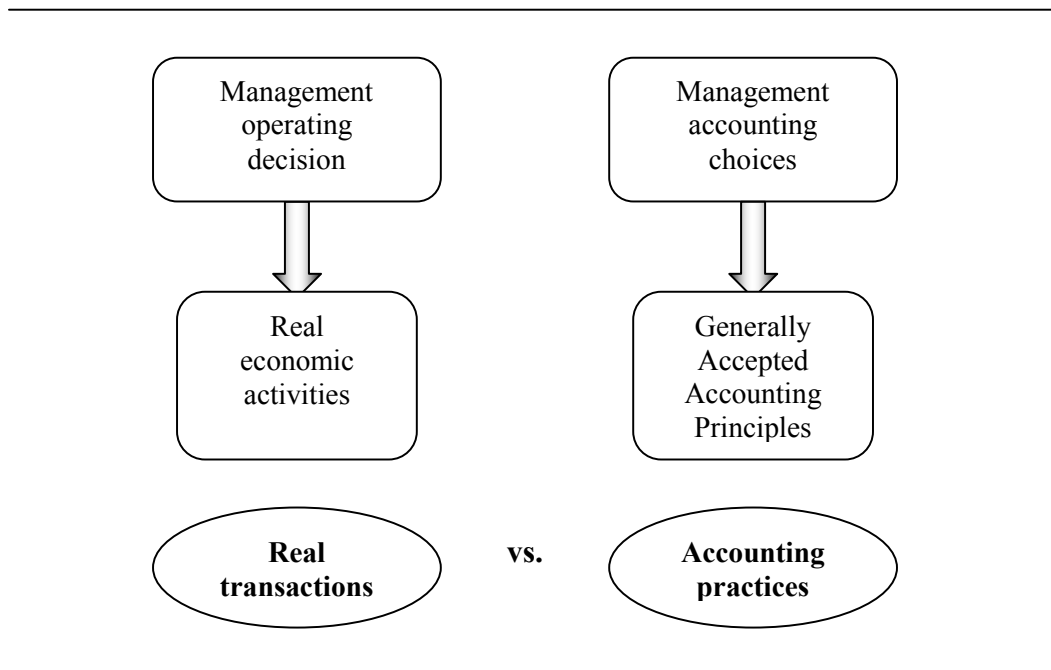 Management
operating
decision
Management
accounting
choices
Real
economic
activities
Generally
Accepted
Accounting
Principles
Real
transactions
vs.
Accounting
practices